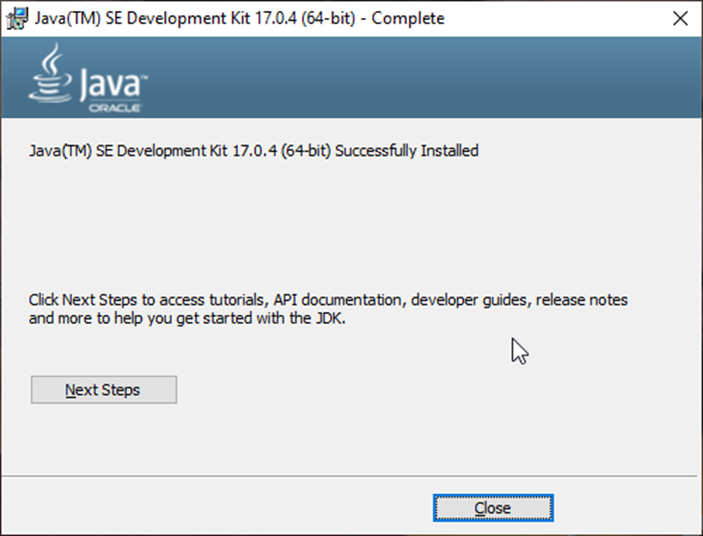 Java(TM) SE Development Kit 17.0.4 (64-bit) - Complete
Java™
ORACLE
Java(TM) SE Development Kit 17.0.4 (64-bit) Successfully Installed
Click Next Steps to access tutorials, API documentation, developer guides, release notes
and more to help you get started with the JDK.
Next Steps
Close